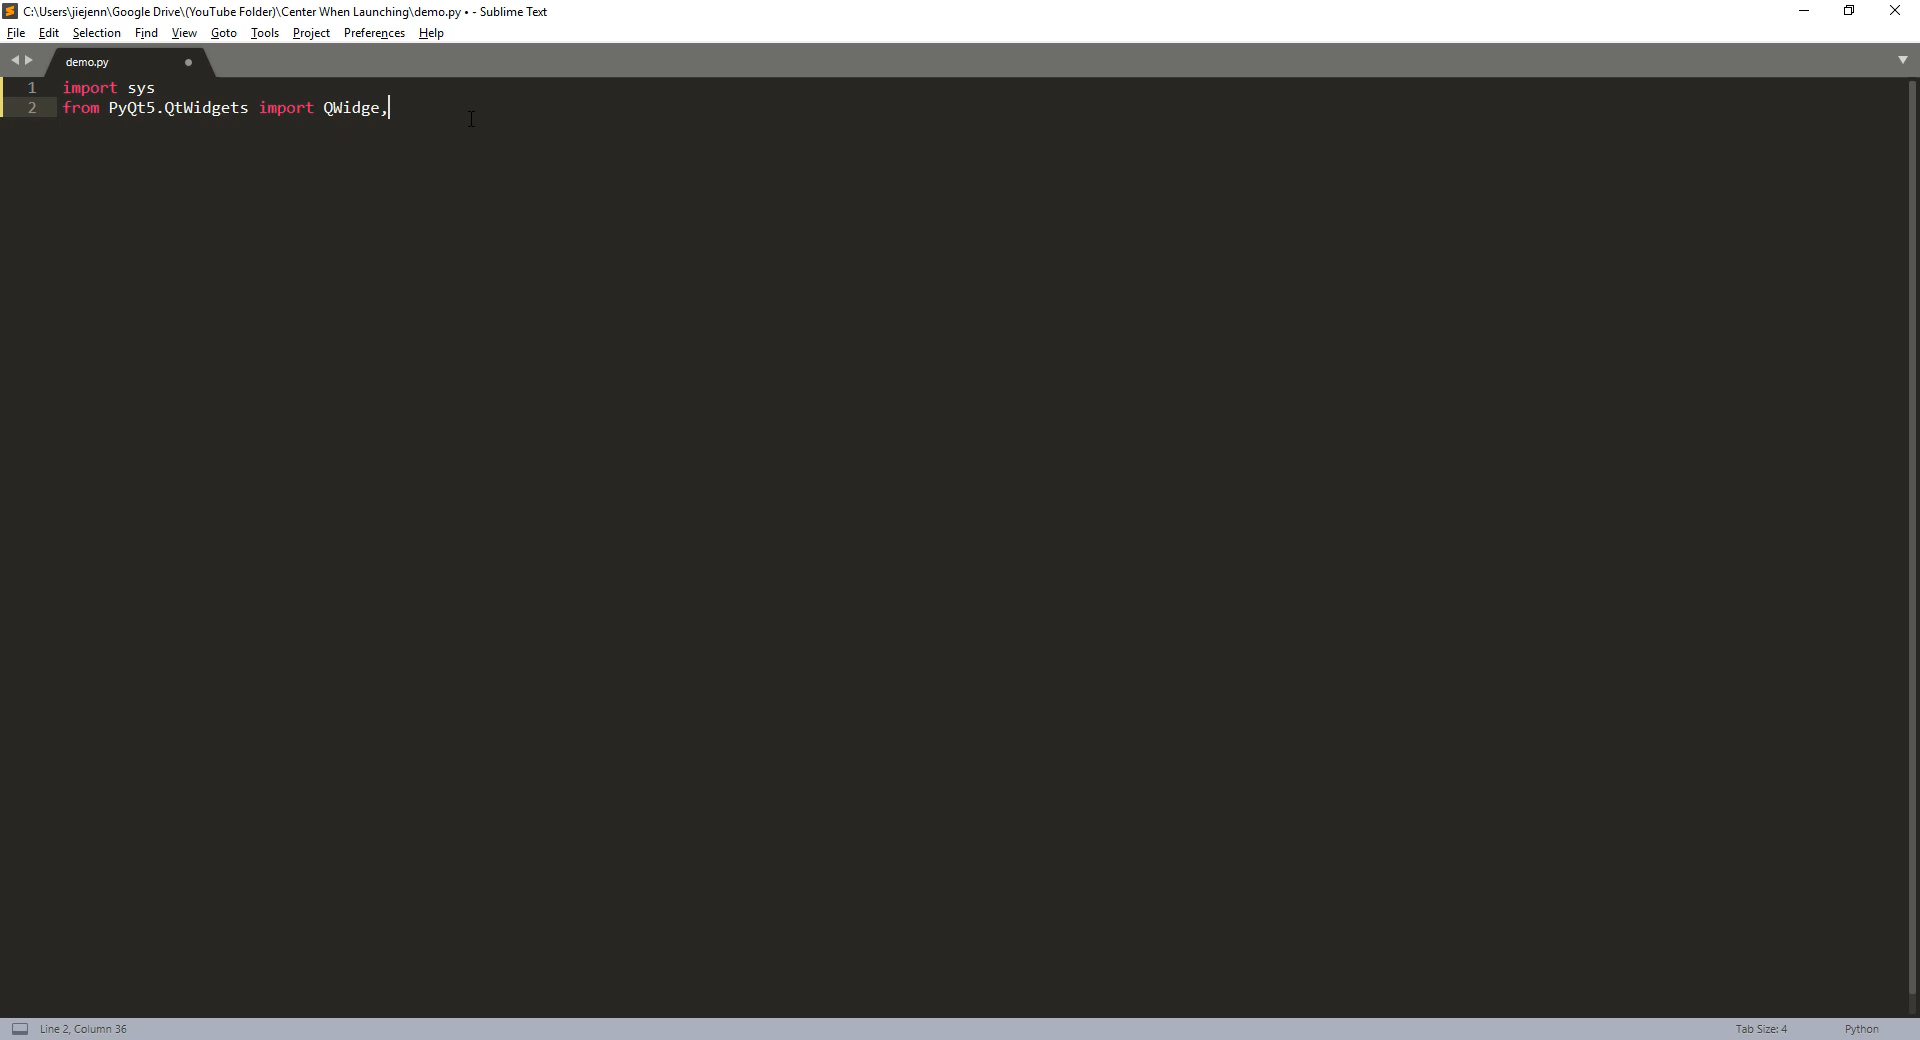 C:\Users\jiejenn\Google Drive\(YouTube Folder)\Center When Launching\demo.py • - Sublime Text
File Edit Selection Find View Goto Tools Project Preferences Help
demo.py
1 import sys
2 from PyQt5.QtWidgets import QWidge,
Line 2, Column 36 Tab Size: 4 Python